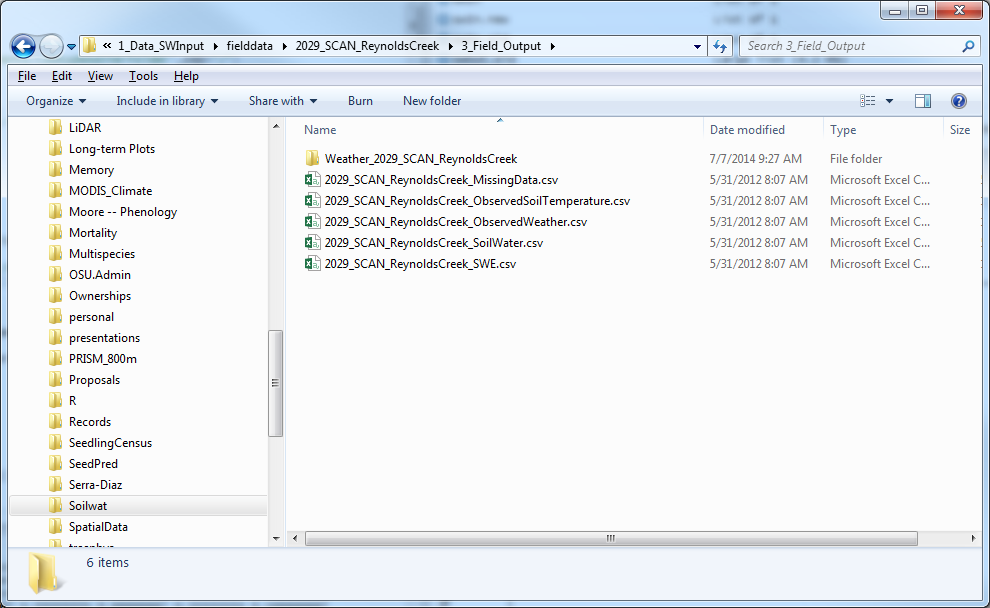 « 1_Data_SWInput fielddata 2029_SCAN_ReynoldsCreek 3_Field_Output Search 3_Field_Output
File Edit View Tools Help
Organize Include in library Share with Burn New folder
Name Date modified Type Size
LiDAR
Long-term Plots
Memory
MODIS_Climate
Moore -- Phenology
Mortality
Multispecies
OSU.Admin
Ownerships
personal
presentations
PRISM_800m
Proposals
R
Records
SeedlingCensus
SeedPred
Serra-Diaz
Soilwat
SpatialData
Weather_2029_SCAN_ReynoldsCreek 7/7/2014 9:27 AM File folder
2029_SCAN_ReynoldsCreek_MissingData.csv 5/31/2012 8:07 AM Microsoft Excel C...
2029_SCAN_ReynoldsCreek_ObservedSoilTemperature.csv 5/31/2012 8:07 AM Microsoft Excel C...
2029_SCAN_ReynoldsCreek_ObservedWeather.csv 5/31/2012 8:07 AM Microsoft Excel C...
2029_SCAN_ReynoldsCreek_SoilWater.csv 5/31/2012 8:07 AM Microsoft Excel C...
2029_SCAN_ReynoldsCreek_SWE.csv 5/31/2012 8:07 AM Microsoft Excel C...
6 items